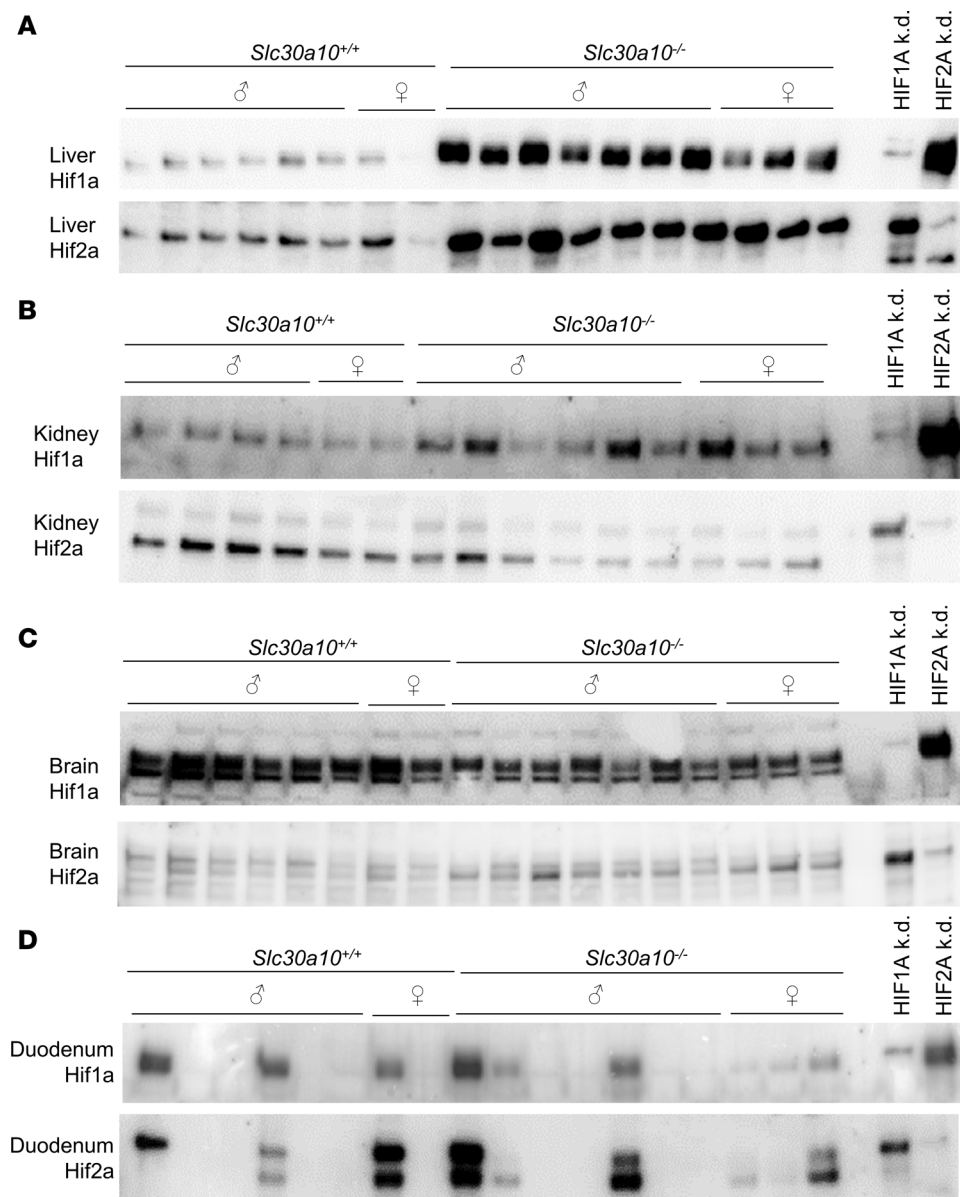 A
Slc30a10+/+
Slc30a10-/-
HIF1A k.d.
HIF2A k.d.
♂
♀
♂
♀
Liver
Hif1a
Liver
Hif2a
B
Slc30a10+/+
Slc30a10-/-
HIF1A k.d.
HIF2A k.d.
♂
♀
♂
♀
Kidney
Hif1a
Kidney
Hif2a
C
Slc30a10+/+
Slc30a10-/-
HIF1A k.d.
HIF2A k.d.
♂
♀
♂
♀
Brain
Hif1a
Brain
Hif2a
D
Slc30a10+/+
Slc30a10-/-
HIF1A k.d.
HIF2A k.d.
♂
♀
♂
♀
Duodenum
Hif1a
Duodenum
Hif2a